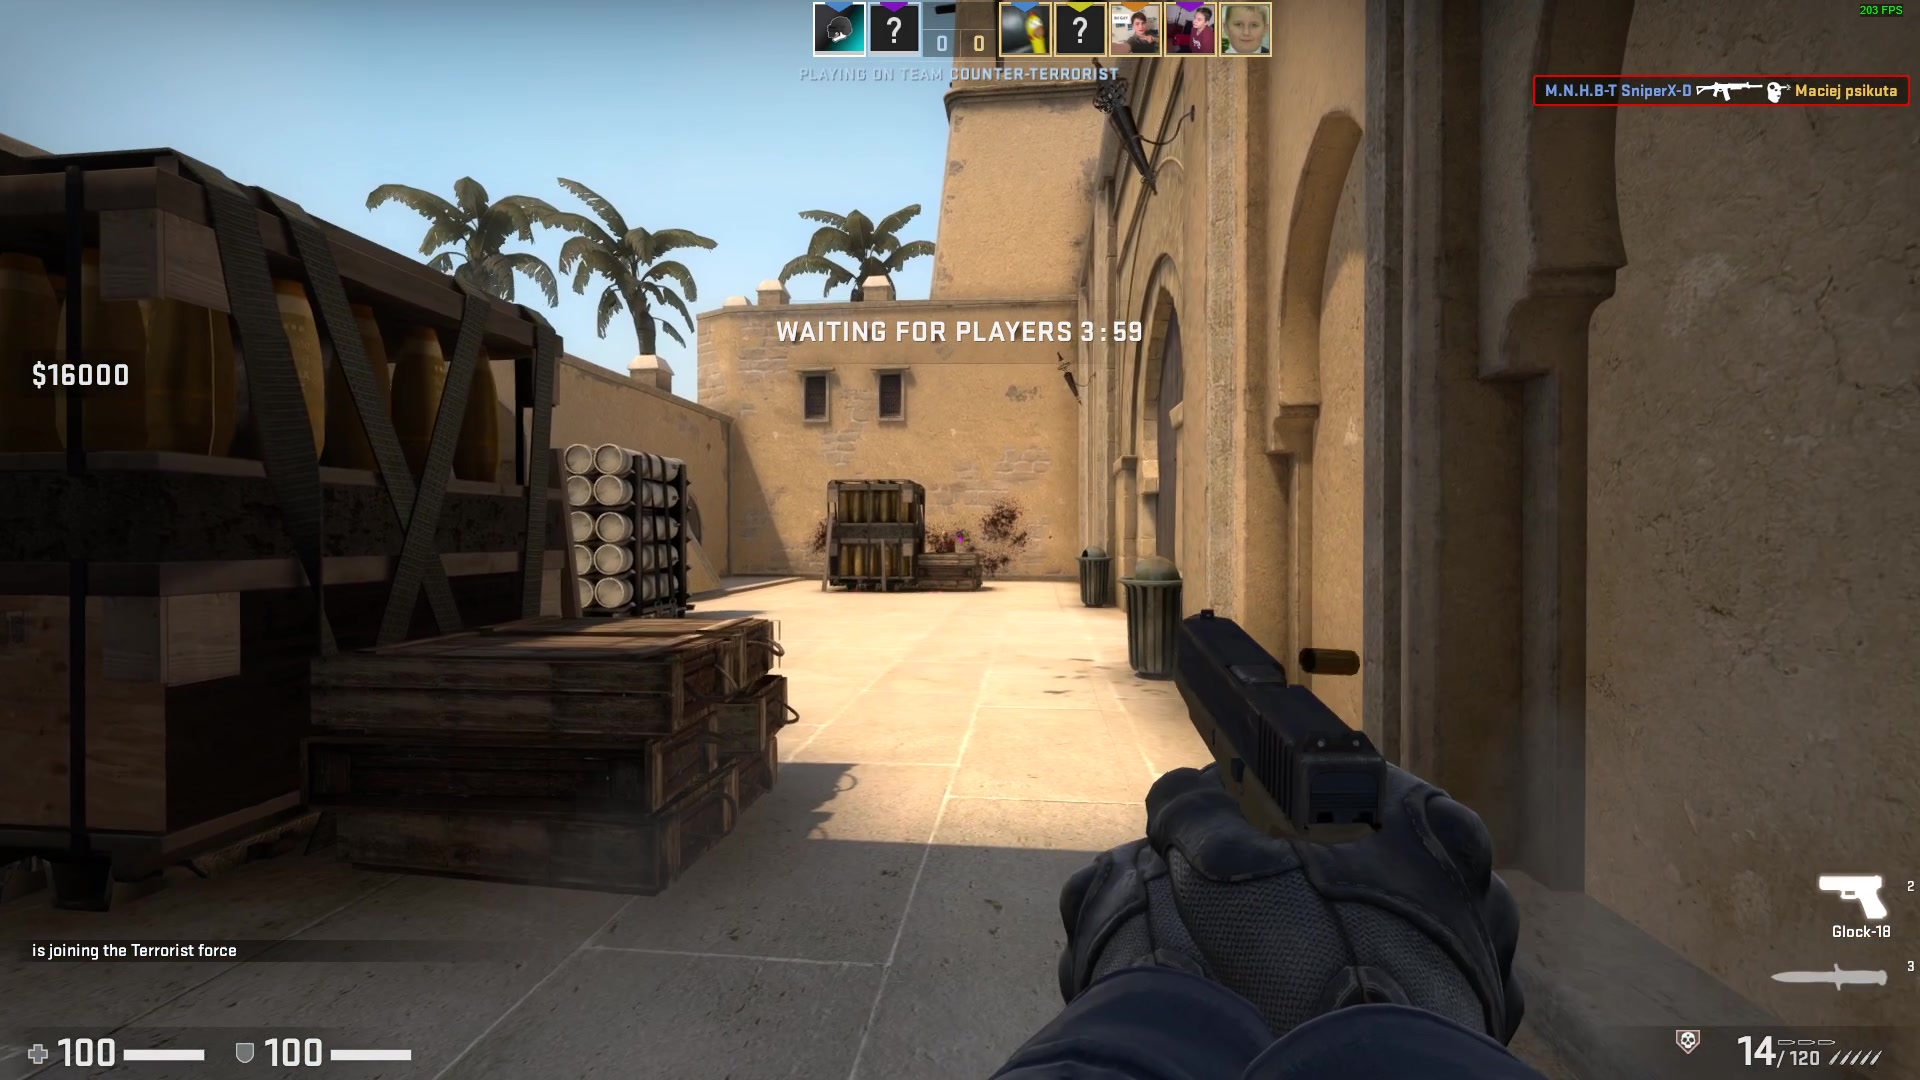 203 FPS
?
?
0 0
PLAYING ON TEAM COUNTER-TERRORIST
M.N.H.B-T SniperX-D Maciej psikuta
WAITING FOR PLAYERS 3:59
$16000
2
Glock-18
is joining the Terrorist force
3
100 100
14/120